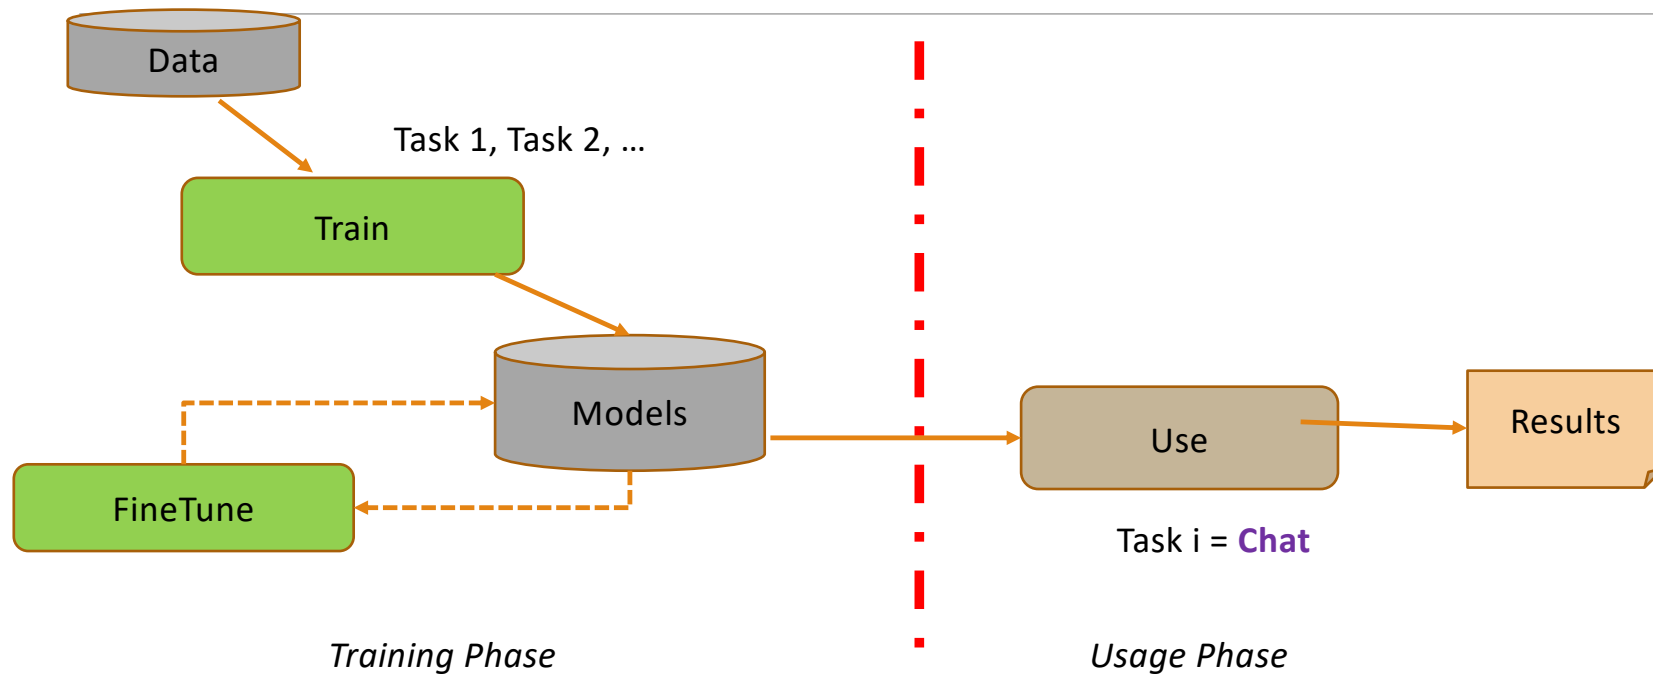 Data
Task 1, Task 2, …
Train
Models
FineTune
Use
Results
Task i = Chat
Training Phase
Usage Phase